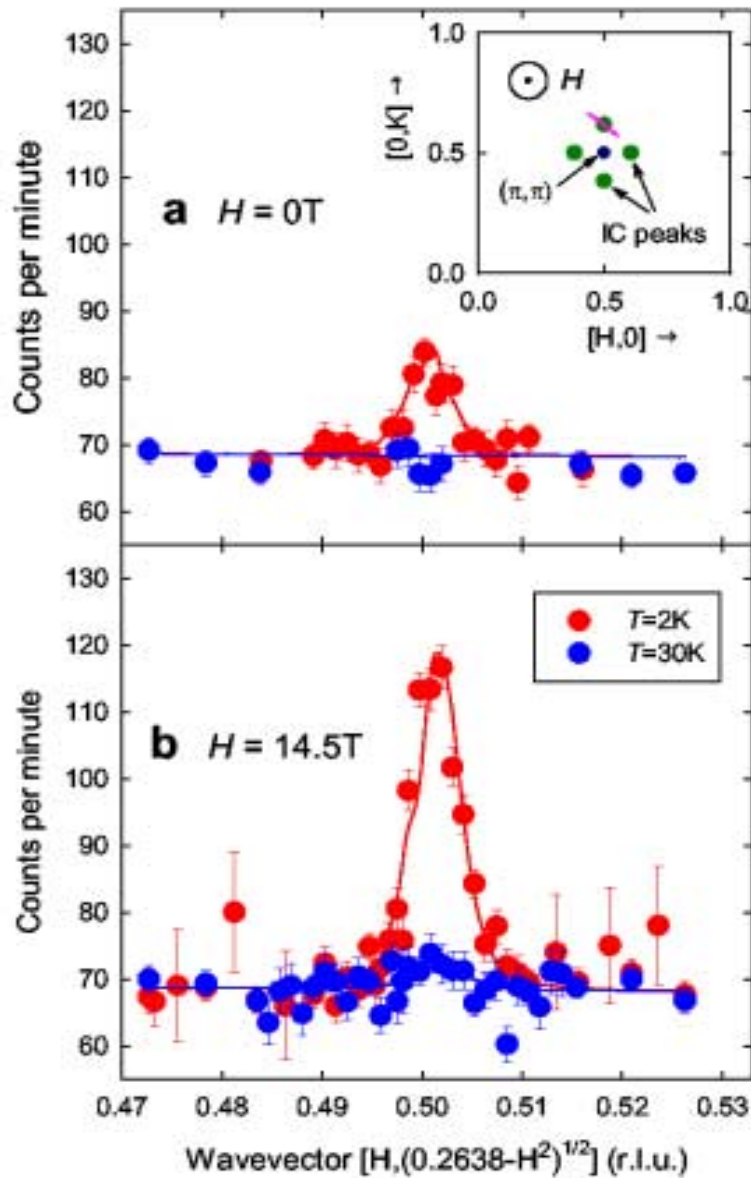 130
120
110
100
90
80
70
60
Counts per minute
a H = 0T
[0,K] →
1.0
0.5
0.0
H
(π,π)
IC peaks
0.0 0.5 1.0
[H,0] →
130
120
110
100
90
80
70
60
Counts per minute
b H = 14.5T
T=2K
T=30K
0.47 0.48 0.49 0.50 0.51 0.52 0.53
Wavevector [H,(0.2638-H²)^1/2] (r.l.u.)